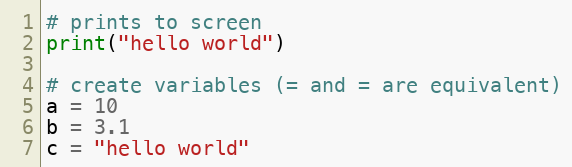 1 # prints to screen
2 print("hello world")
3
4 # create variables (= and = are equivalent)
5 a = 10
6 b = 3.1
7 c = "hello world"